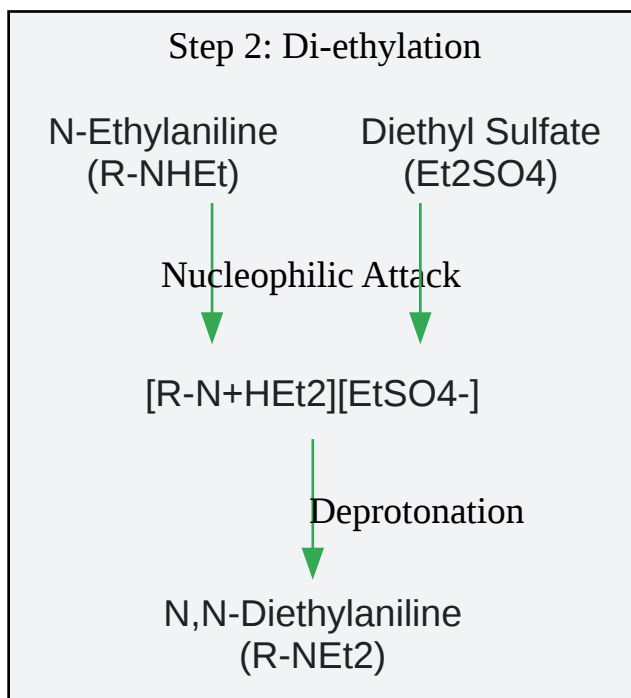 Step 2: Di-ethylation
N-Ethylaniline
(R-NHEt)
Diethyl Sulfate
(Et2SO4)
Nucleophilic Attack
[R-N+HEt2][EtSO4-]
Deprotonation
N,N-Diethylaniline
(R-NEt2)